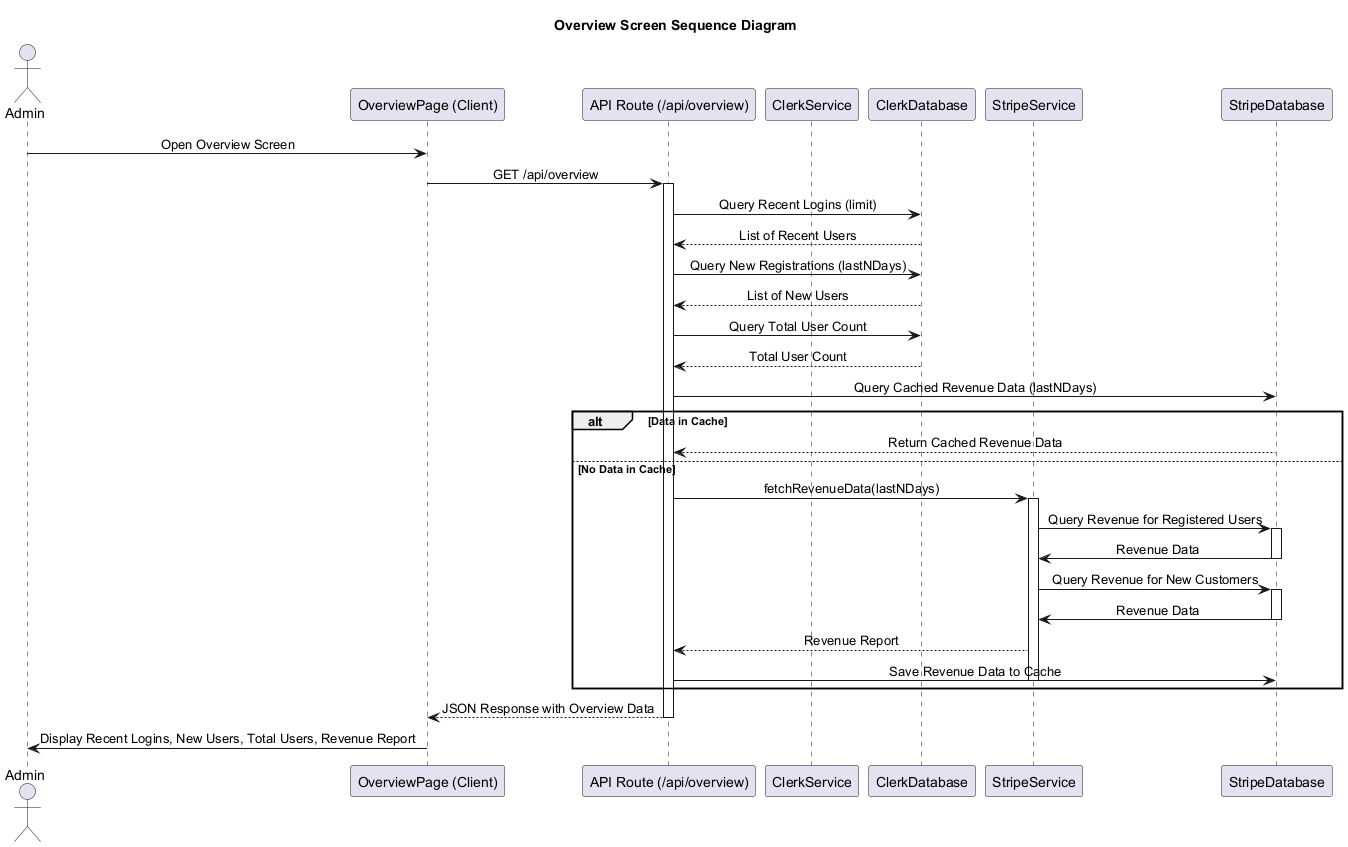 Overview Screen Sequence Diagram
Admin
OverviewPage (Client)
API Route (/api/overview)
ClerkService
ClerkDatabase
StripeService
StripeDatabase
Open Overview Screen
GET /api/overview
Query Recent Logins (limit)
List of Recent Users
Query New Registrations (lastNDays)
List of New Users
Query Total User Count
Total User Count
Query Cached Revenue Data (lastNDays)
alt
[Data in Cache]
Return Cached Revenue Data
[No Data in Cache]
fetchRevenueData(lastNDays)
Query Revenue for Registered Users
Revenue Data
Query Revenue for New Customers
Revenue Data
Revenue Report
Save Revenue Data to Cache
JSON Response with Overview Data
Display Recent Logins, New Users, Total Users, Revenue Report
Admin
OverviewPage (Client)
API Route (/api/overview)
ClerkService
ClerkDatabase
StripeService
StripeDatabase